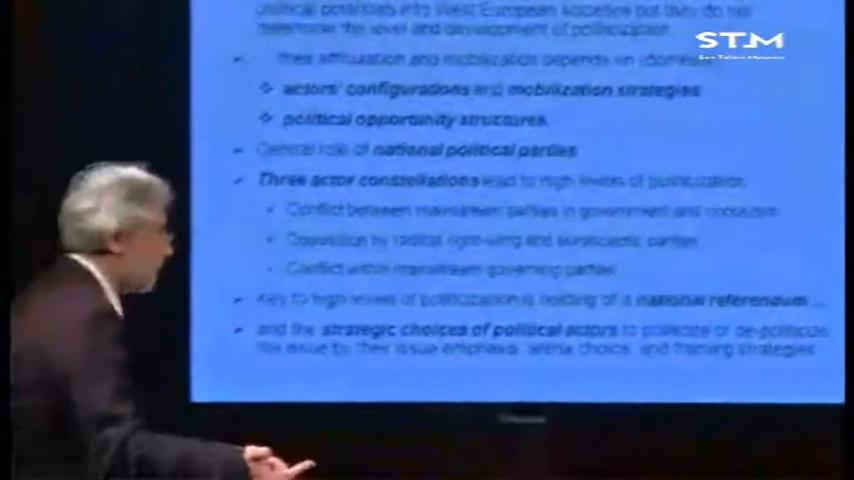 political potentials into West European societies but they do not
determine the level and development of politicization.
STM
Their articulation and mobilization depends on (domestic)
actors' configurations and mobilization strategies
political opportunity structures.
Central role of national political parties
Three actor constellations lead to high levels of politicization:
Conflict between mainstream parties in government and opposition
Opposition by radical right-wing and eurosceptic parties
Conflict within mainstream governing parties
Key to high levels of politicization is holding of a national referendum ...
and the strategic choices of political actors to politicize or de-politicize
the issue by their issue emphasis, arena choice, and framing strategies